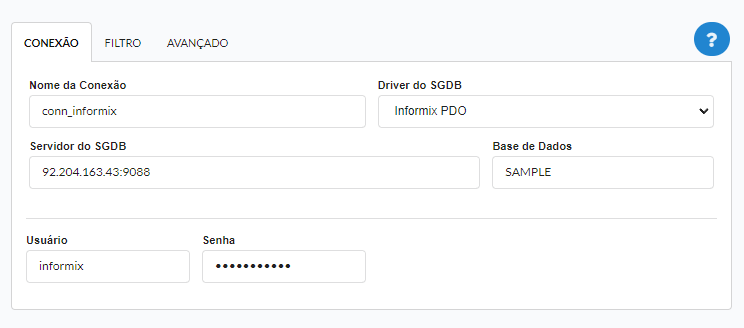 CONEXÃO FILTRO AVANÇADO ?
Nome da Conexão Driver do SGDB
conn_informix Informix PDO
Servidor do SGDB Base de Dados
92.204.163.43:9088 SAMPLE
Usuário Senha
informix •••••••••••